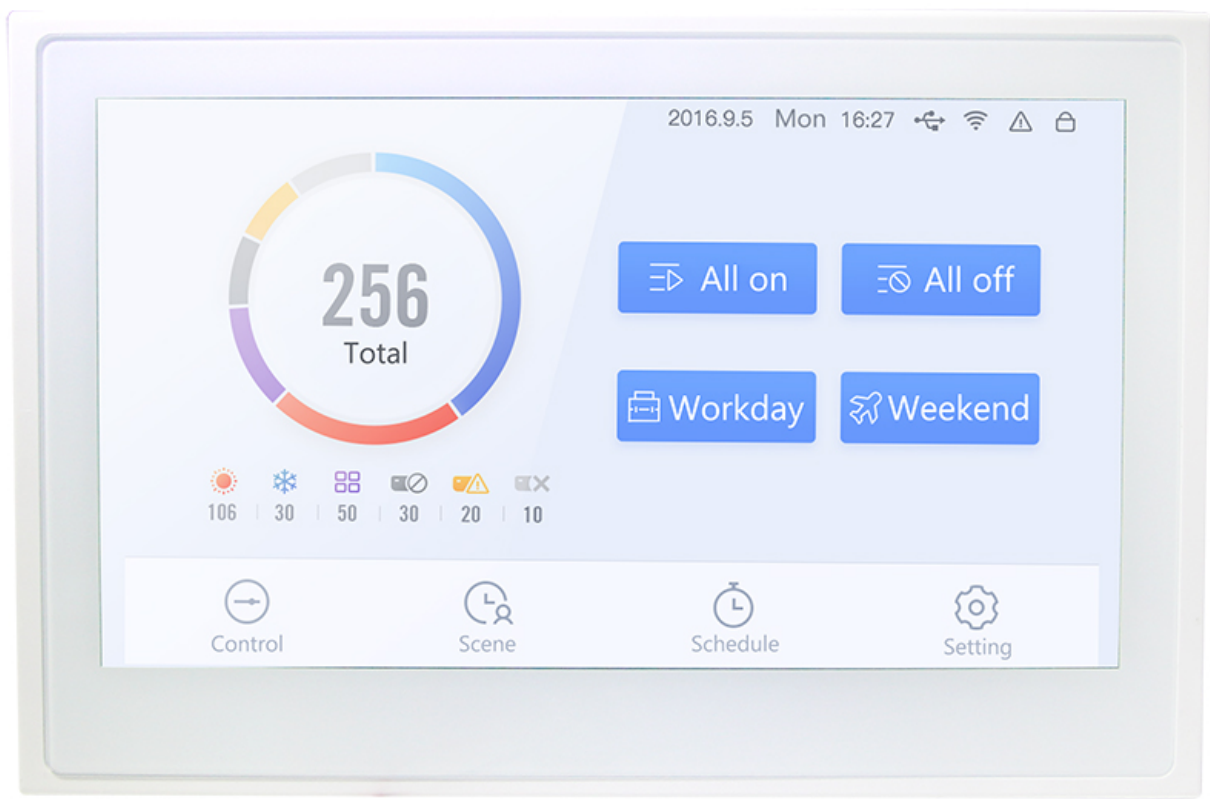 2016.9.5 Mon 16:27
256
Total
All on
All off
Workday
Weekend
106 30 50 30 20 10
Control
Scene
Schedule
Setting